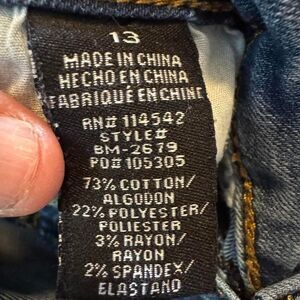 13
MADE IN CHINA
HECHO EN CHINA
FABRIQUÉ EN CHINE
RN# 114542
STYLE#
BM-2679
PO# 105305
73% COTTON/
ALGODON
22% POLYESTER/
POLIESTER
3% RAYON/
RAYON
2% SPANDEX/
ELASTANO